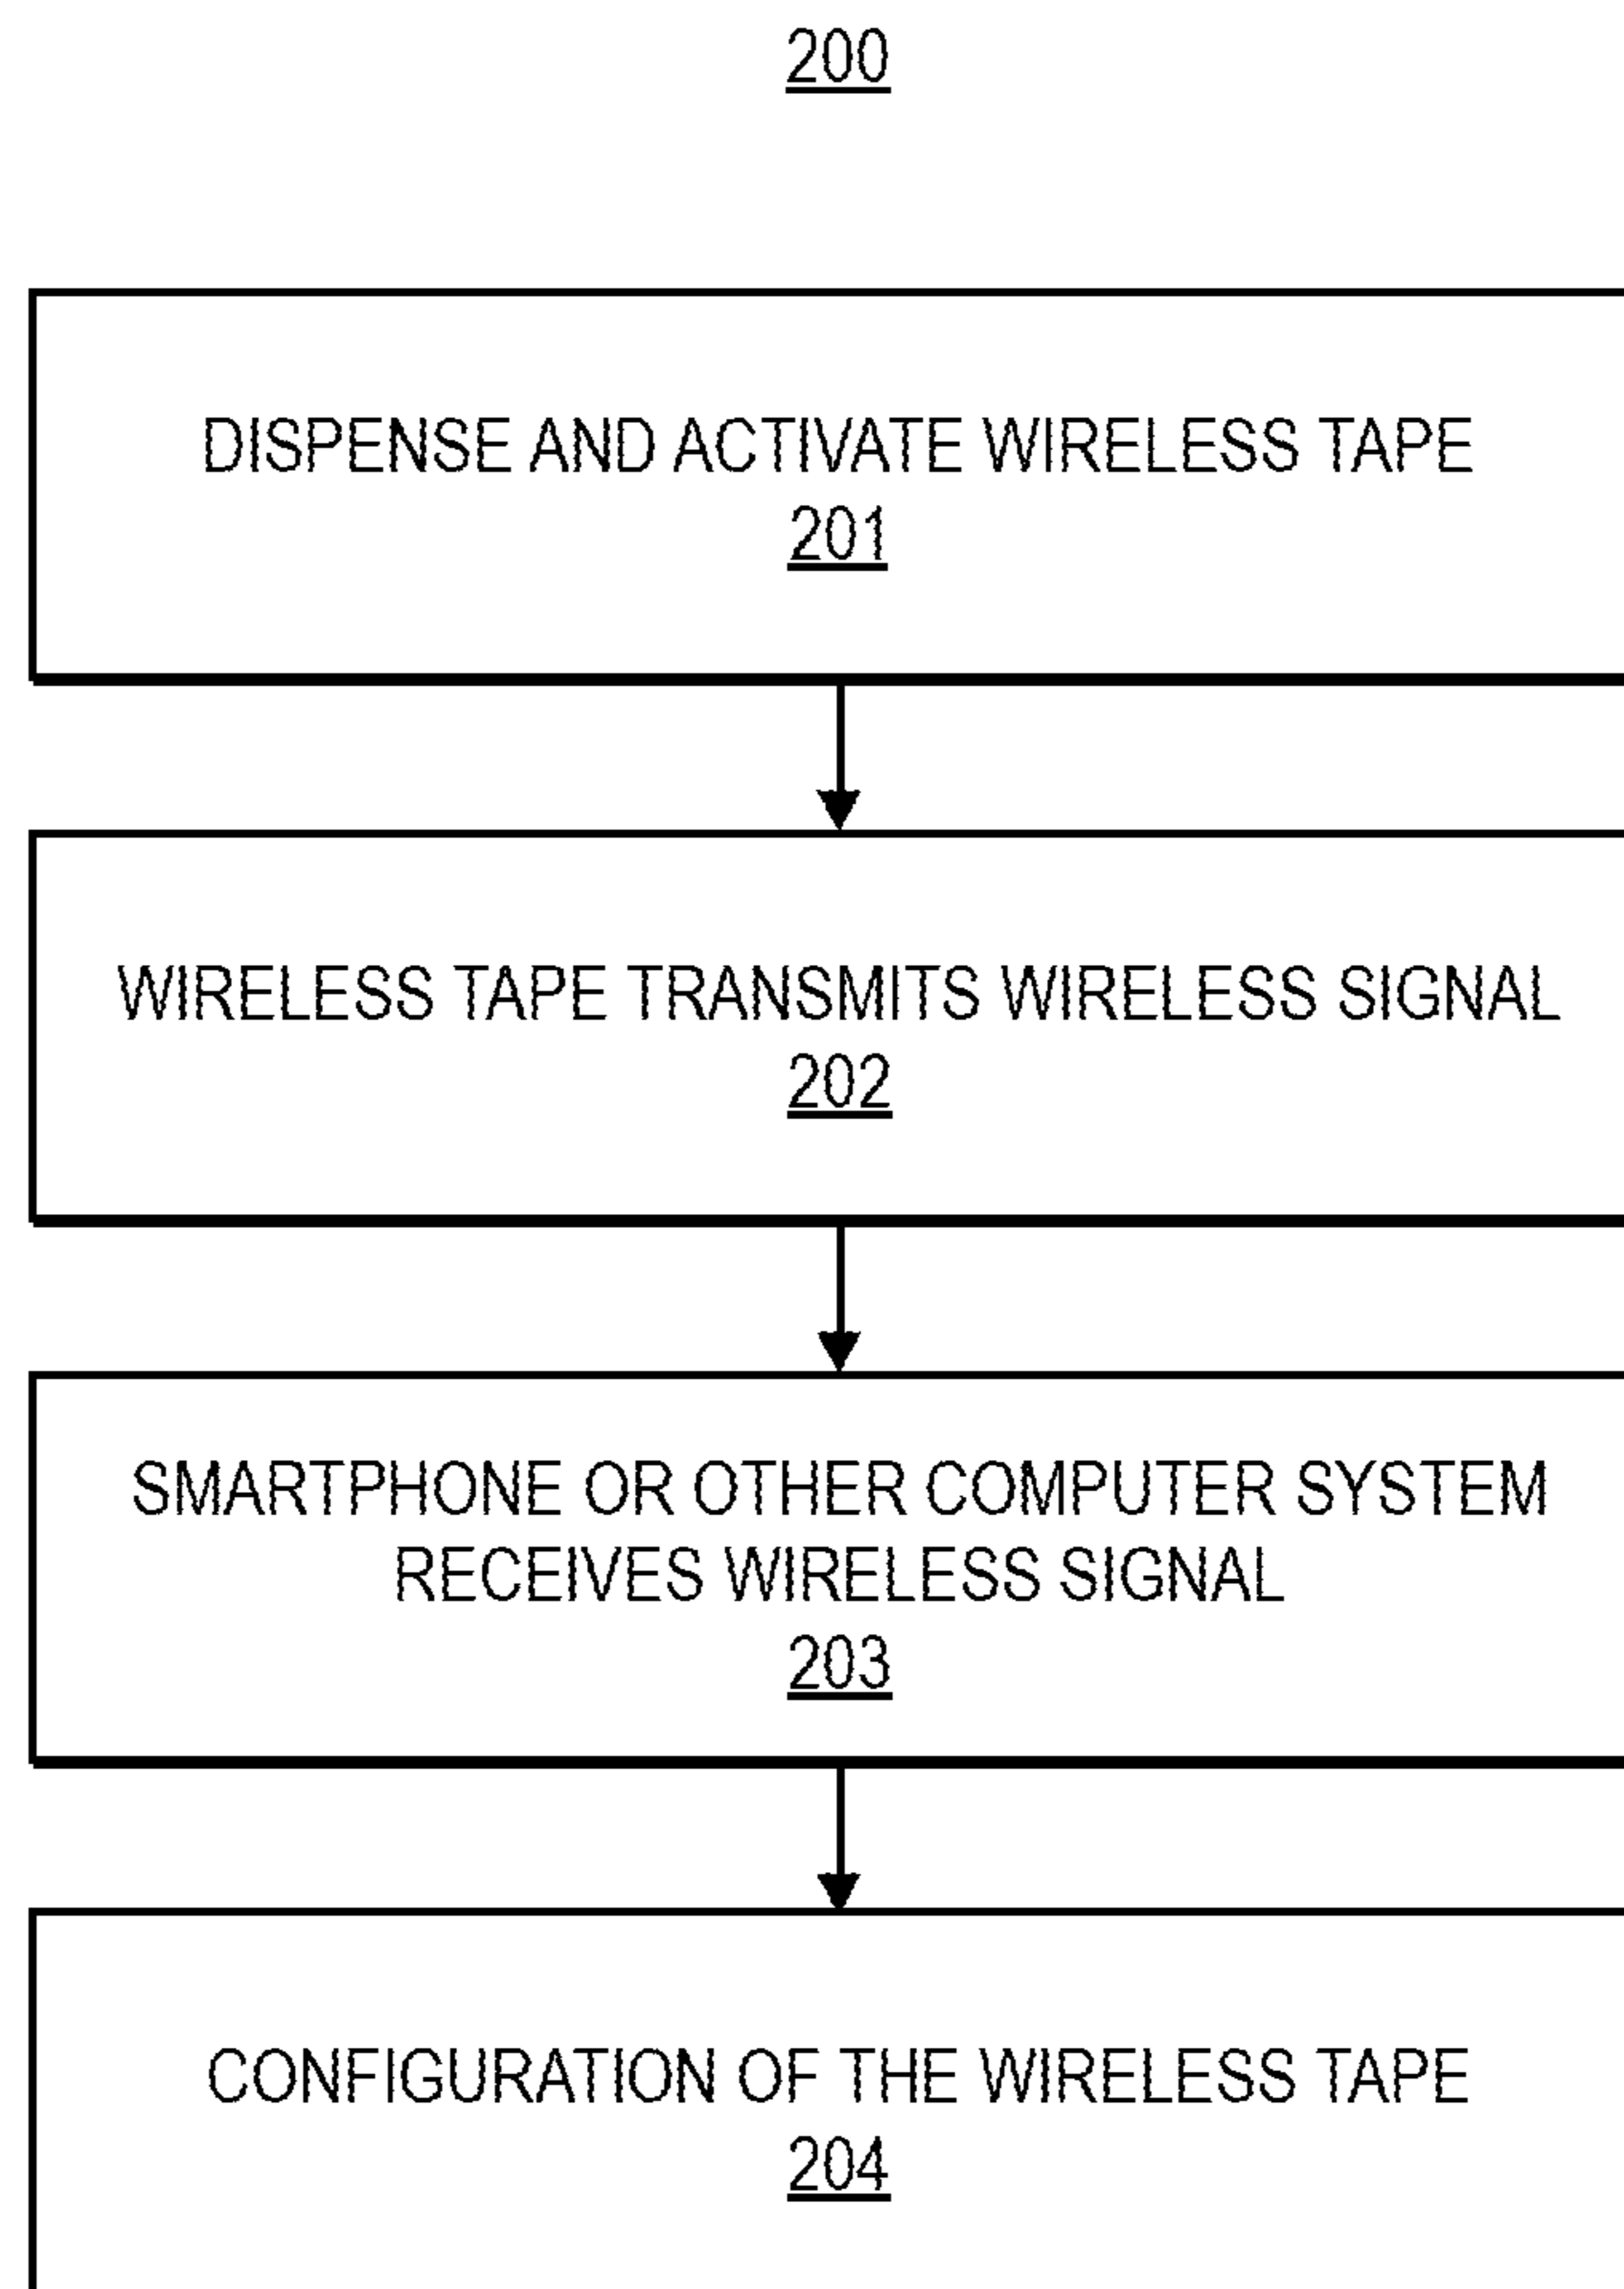 200
DISPENSE AND ACTIVATE WIRELESS TAPE
201
WIRELESS TAPE TRANSMITS WIRELESS SIGNAL
202
SMARTPHONE OR OTHER COMPUTER SYSTEM
RECEIVES WIRELESS SIGNAL
203
CONFIGURATION OF THE WIRELESS TAPE
204